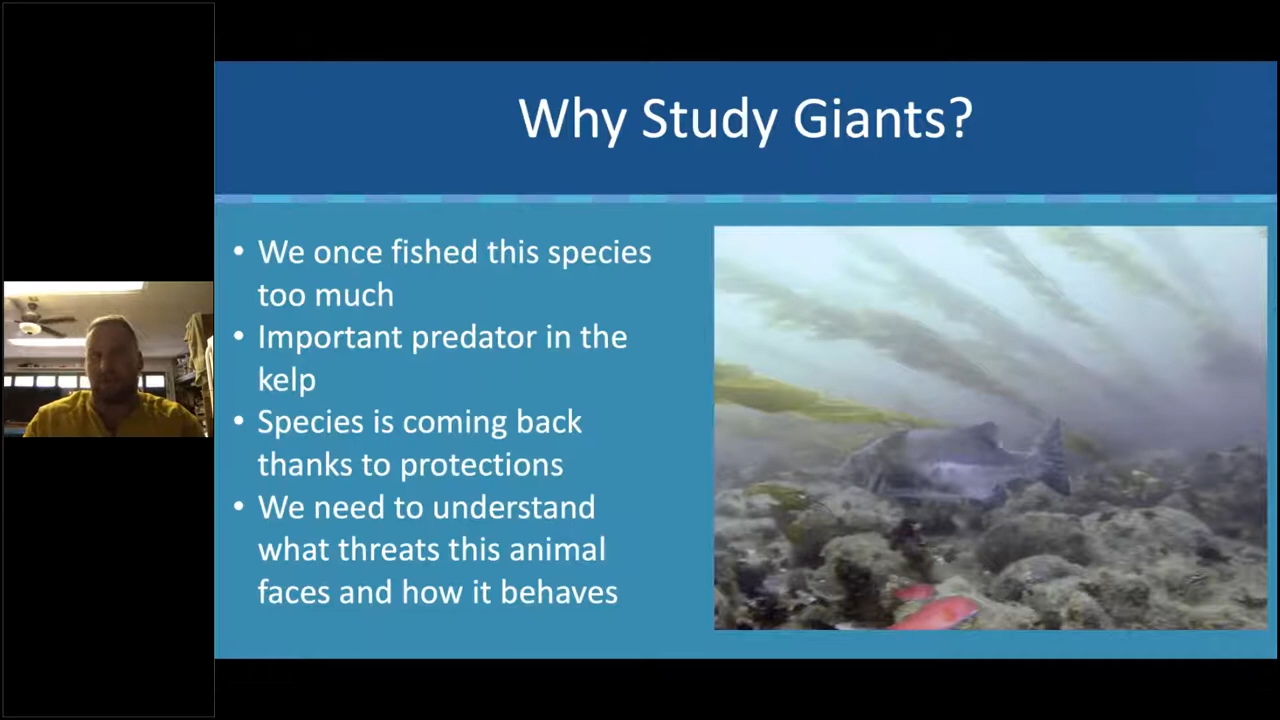 Why Study Giants?
• We once fished this species
too much
• Important predator in the
kelp
• Species is coming back
thanks to protections
• We need to understand
what threats this animal
faces and how it behaves